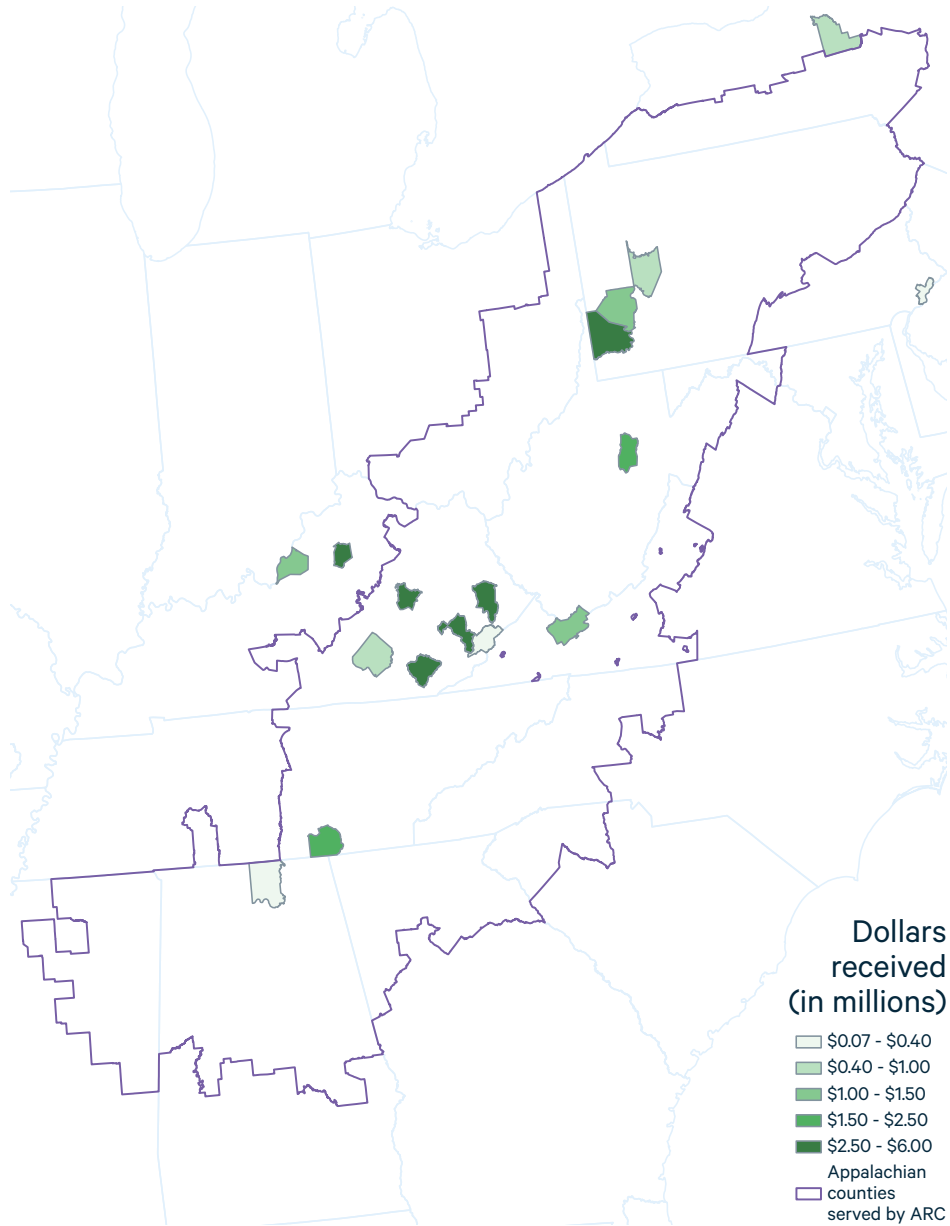 Dollars
received
(in millions)
$0.07 - $0.40
$0.40 - $1.00
$1.00 - $1.50
$1.50 - $2.50
$2.50 - $6.00
Appalachian
counties
served by ARC